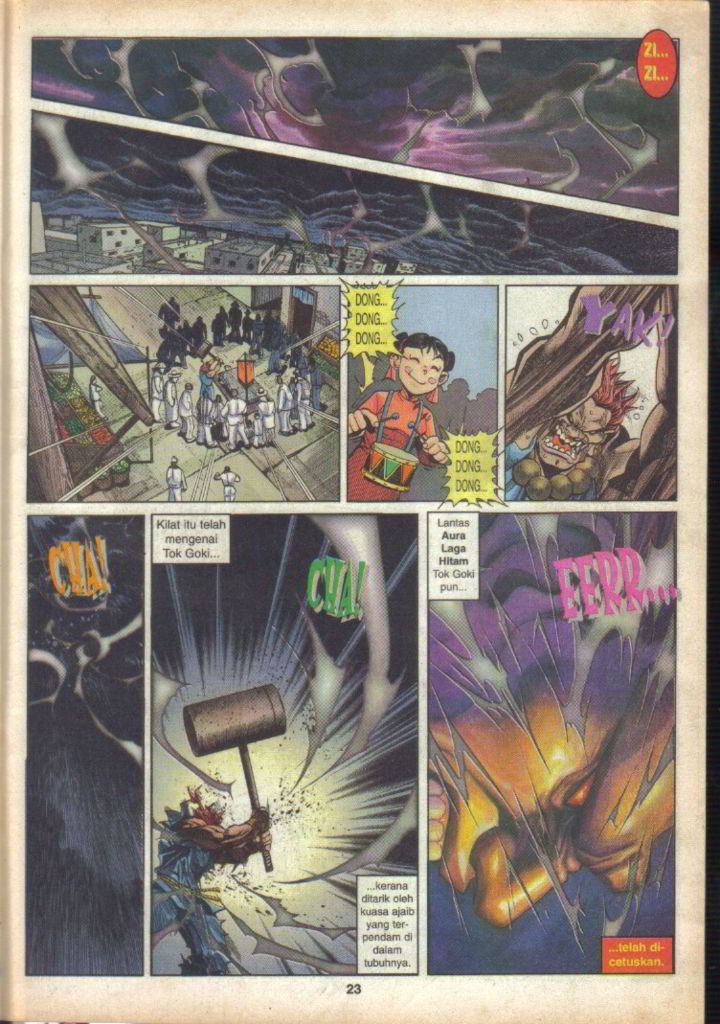 ZI...
ZI...
DONG...
DONG...
DONG...
DONG...
DONG...
DONG...
YAK!
CHA!
Kilat itu telah
mengenai
Tok Goki...
CHA!
...kerana
ditarik oleh
kuasa ajaib
yang ter-
pendam di
dalam
tubuhnya.
Lantas
Aura
Laga
Hitam
Tok Goki
pun...
EERR...
...telah di-
cetuskan.
23